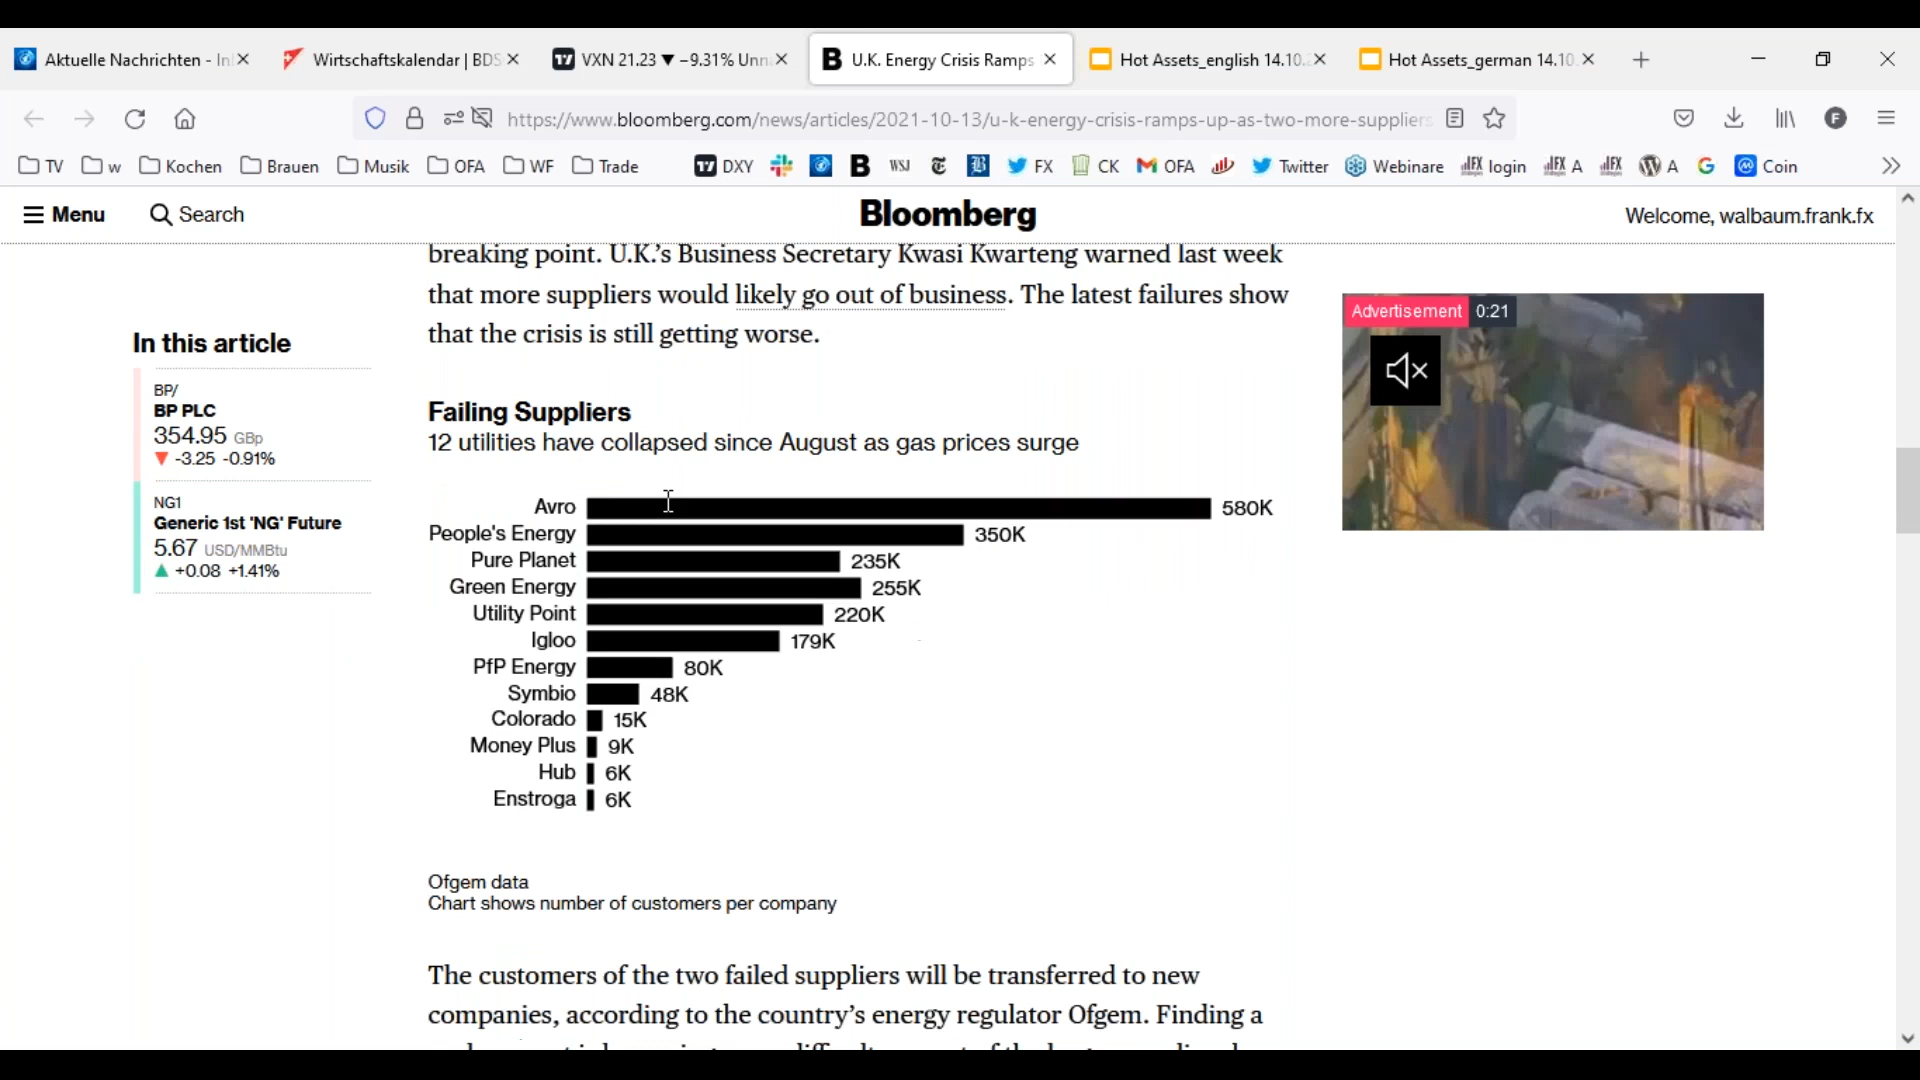 Aktuelle Nachrichten - In
Wirtschaftskalendar | BDS
VXN 21.23 ▼ −9.31% Unn
U.K. Energy Crisis Ramps
Hot Assets_english 14.10.
Hot Assets_german 14.10
https://www.bloomberg.com/news/articles/2021-10-13/u-k-energy-crisis-ramps-up-as-two-more-suppliers
F
TV
w
Kochen
Brauen
Musik
OFA
WF
Trade
DXY
B
WSJ
FX
CK
OFA
Twitter
Webinare
login
A
A
Coin
Menu
Search
Bloomberg
Welcome, walbaum.frank.fx
breaking point. U.K.’s Business Secretary Kwasi Kwarteng warned last week
that more suppliers would likely go out of business. The latest failures show
that the crisis is still getting worse.
In this article
BP/
BP PLC
354.95 GBp
▼ -3.25 -0.91%
NG1
Generic 1st 'NG' Future
5.67 USD/MMBtu
▲ +0.08 +1.41%
Advertisement 0:21
Failing Suppliers
12 utilities have collapsed since August as gas prices surge
Avro 580K
People's Energy 350K
Pure Planet 235K
Green Energy 255K
Utility Point 220K
Igloo 179K
PfP Energy 80K
Symbio 48K
Colorado 15K
Money Plus 9K
Hub 6K
Enstroga 6K
Ofgem data
Chart shows number of customers per company
The customers of the two failed suppliers will be transferred to new
companies, according to the country’s energy regulator Ofgem. Finding a